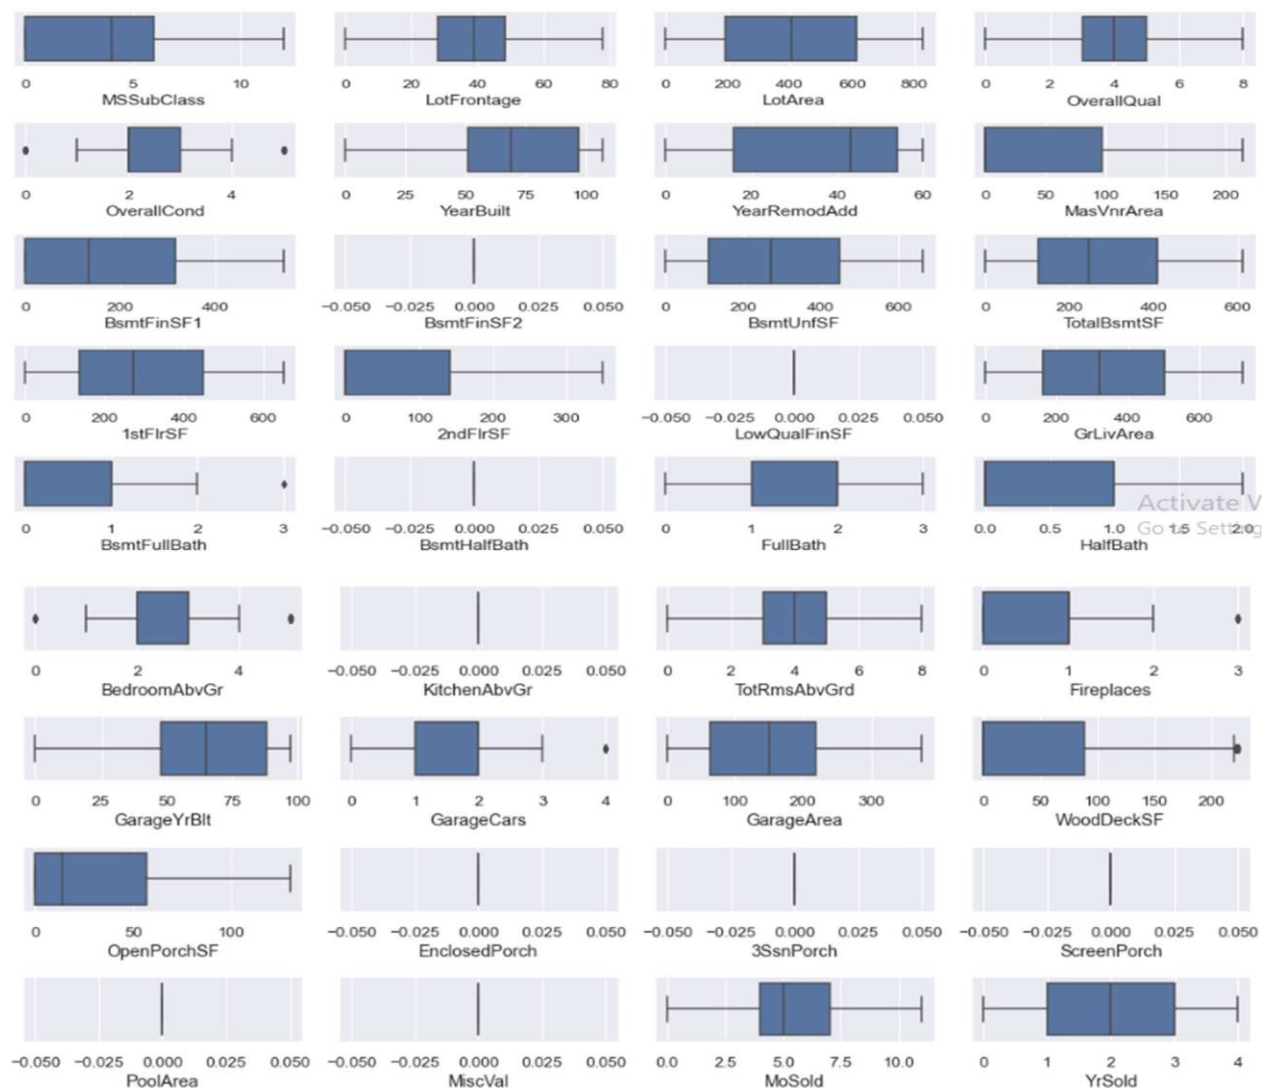 0 5 10 0 20 40 60 80 0 200 400 600 800 0 2 4 6 8
MSSubClass LotFrontage LotArea OverallQual
0 2 4 0 25 50 75 100 0 20 40 60 0 50 100 150 200
OverallCond YearBuilt YearRemodAdd MasVnrArea
0 200 400 −0.050 −0.025 0.000 0.025 0.050 0 200 400 600 0 200 400 600
BsmtFinSF1 BsmtFinSF2 BsmtUnfSF TotalBsmtSF
0 200 400 600 0 100 200 300 −0.050 −0.025 0.000 0.025 0.050 0 200 400 600
1stFlrSF 2ndFlrSF LowQualFinSF GrLivArea
Activate
0 1 2 3 −0.050 −0.025 0.000 0.025 0.050 0 1 2 3 0.0 0.5 1.0 1.5 2.0
Go to Setting
BsmtFullBath BsmtHalfBath FullBath HalfBath
0 2 4 −0.050 −0.025 0.000 0.025 0.050 0 2 4 6 8 0 1 2 3
BedroomAbvGr KitchenAbvGr TotRmsAbvGrd Fireplaces
0 25 50 75 100 0 1 2 3 4 0 100 200 300 0 50 100 150 200
GarageYrBlt GarageCars GarageArea WoodDeckSF
0 50 100 −0.050 −0.025 0.000 0.025 0.050 −0.050 −0.025 0.000 0.025 0.050 −0.050 −0.025 0.000 0.025 0.050
OpenPorchSF EnclosedPorch 3SsnPorch ScreenPorch
−0.050 −0.025 0.000 0.025 0.050 −0.050 −0.025 0.000 0.025 0.050 0.0 2.5 5.0 7.5 10.0 0 1 2 3 4
PoolArea MiscVal MoSold YrSold